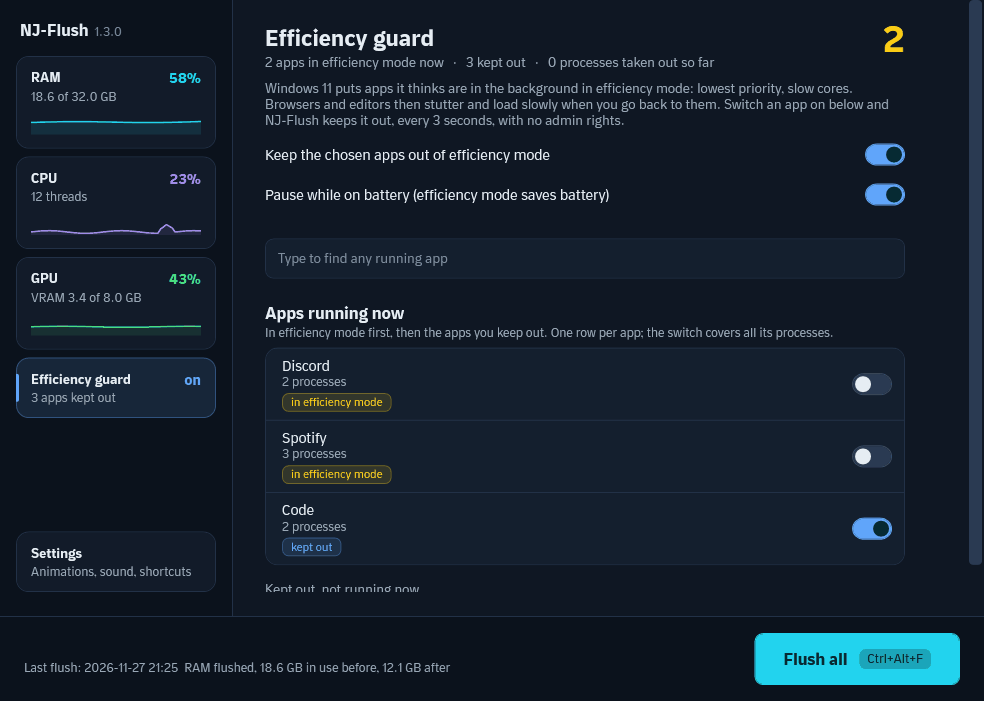 NJ-Flush 1.3.0
RAM 58%
18.6 of 32.0 GB
CPU 23%
12 threads
GPU 43%
VRAM 3.4 of 8.0 GB
Efficiency guard on
3 apps kept out
Settings
Animations, sound, shortcuts
Efficiency guard 2
2 apps in efficiency mode now · 3 kept out · 0 processes taken out so far
Windows 11 puts apps it thinks are in the background in efficiency mode: lowest priority, slow cores.
Browsers and editors then stutter and load slowly when you go back to them. Switch an app on below and
NJ-Flush keeps it out, every 3 seconds, with no admin rights.
Keep the chosen apps out of efficiency mode
Pause while on battery (efficiency mode saves battery)
Type to find any running app
Apps running now
In efficiency mode first, then the apps you keep out. One row per app; the switch covers all its processes.
Discord
2 processes
in efficiency mode
Spotify
3 processes
in efficiency mode
Code
2 processes
kept out
Kept out, not running now
Last flush: 2026-11-27 21:25 RAM flushed, 18.6 GB in use before, 12.1 GB after
Flush all Ctrl+Alt+F